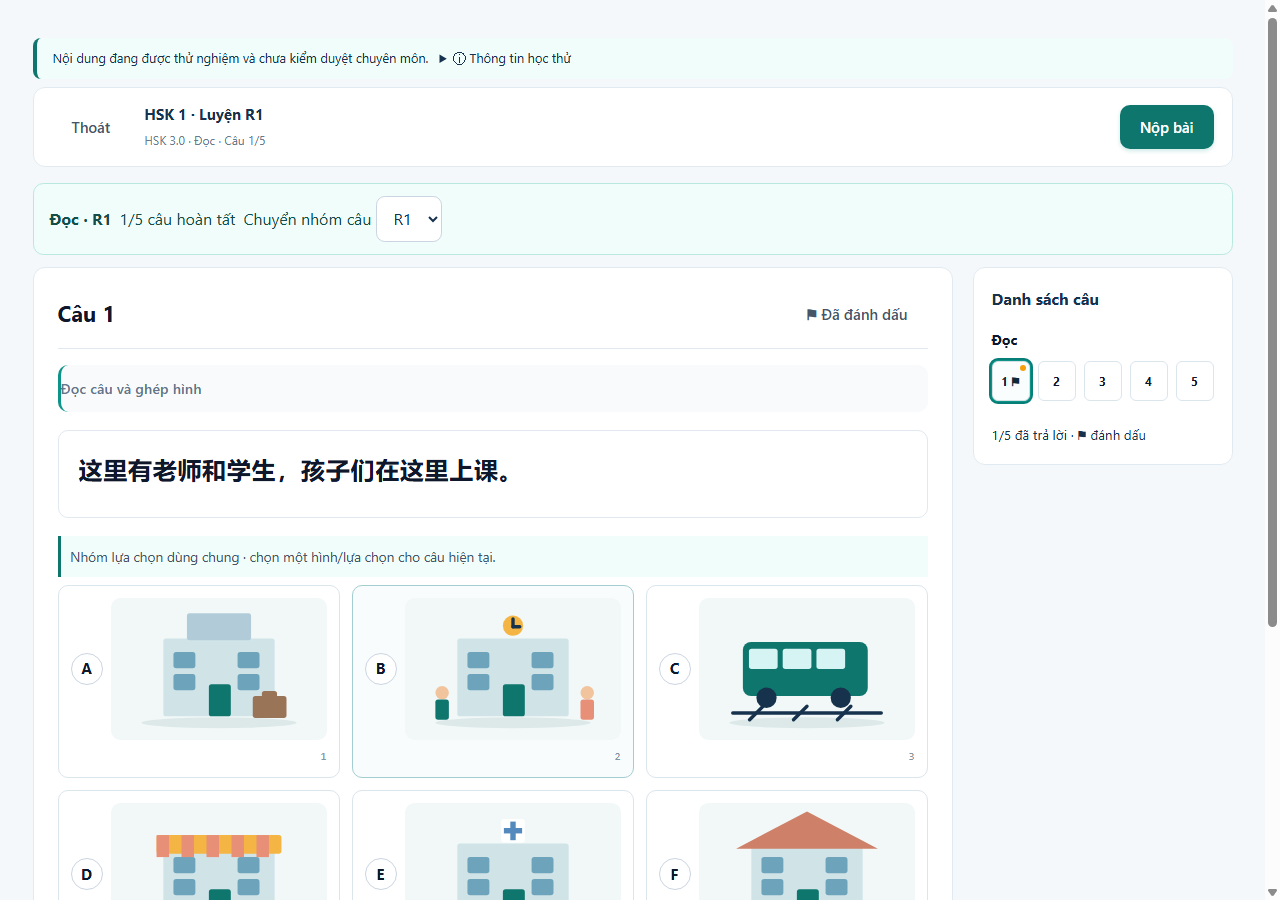 Nội dung đang được thử nghiệm và chưa kiểm duyệt chuyên môn. ▶ ⓘ Thông tin học thử
Thoát
HSK 1 · Luyện R1
HSK 3.0 · Đọc · Câu 1/5
Nộp bài
Đọc · R1 1/5 câu hoàn tất Chuyển nhóm câu R1
Câu 1
⚑ Đã đánh dấu
Đọc câu và ghép hình
这里有老师和学生，孩子们在这里上课。
Nhóm lựa chọn dùng chung · chọn một hình/lựa chọn cho câu hiện tại.
A
1
B
2
C
3
D
E
F
Danh sách câu
Đọc
1 ⚑ 2 3 4 5
1/5 đã trả lời · ⚑ đánh dấu